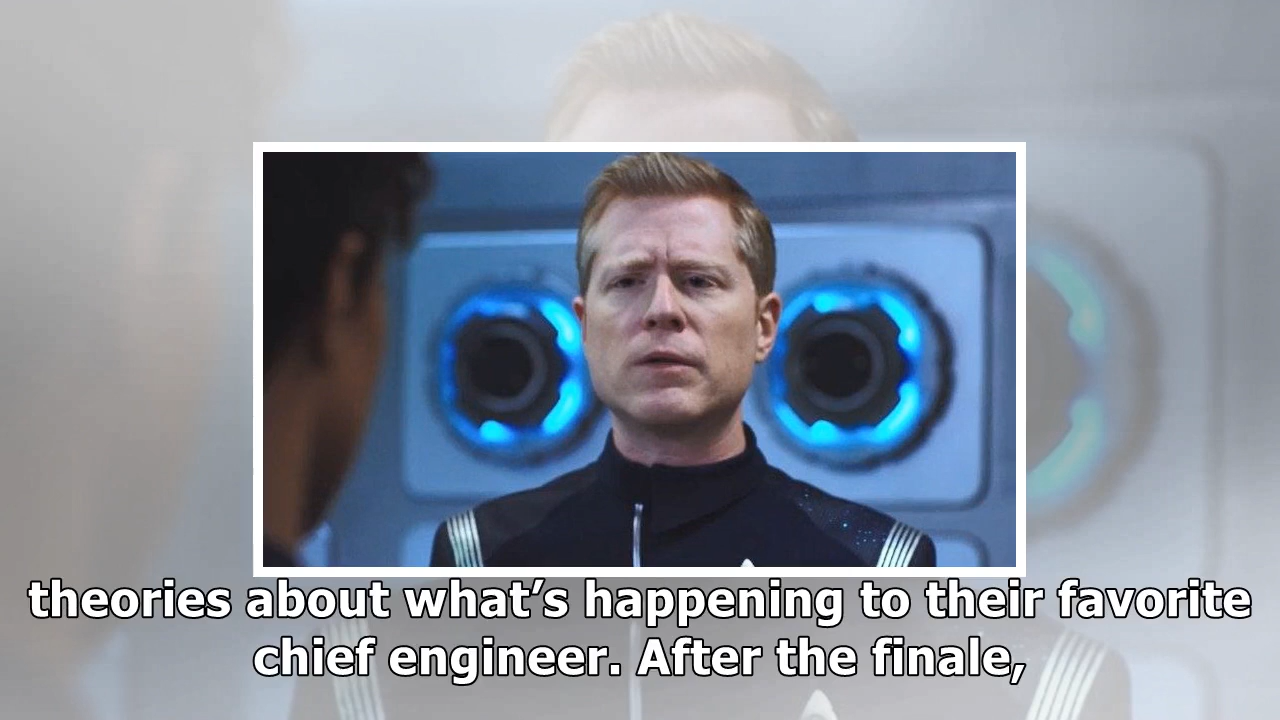 theories about what’s happening to their favorite
chief engineer. After the finale,